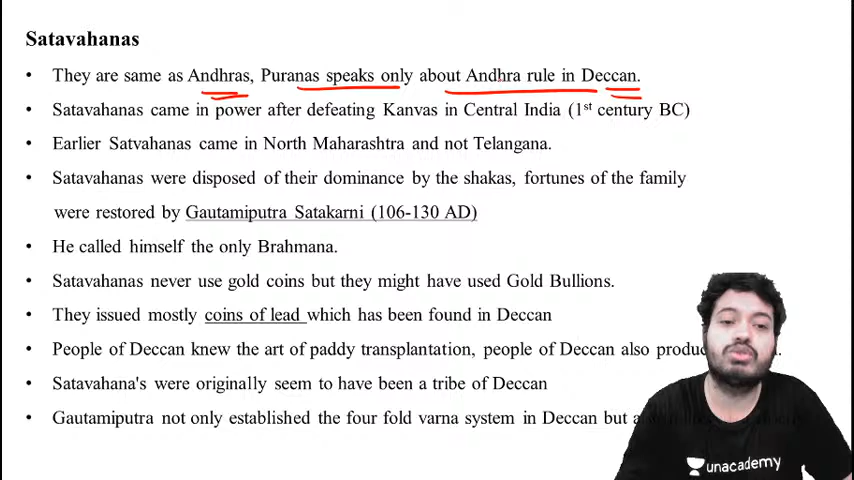 Satavahanas
• They are same as Andhras, Puranas speaks only about Andhra rule in Deccan.
• Satavahanas came in power after defeating Kanvas in Central India (1st century BC)
• Earlier Satvahanas came in North Maharashtra and not Telangana.
• Satavahanas were disposed of their dominance by the shakas, fortunes of the family
were restored by Gautamiputra Satakarni (106-130 AD)
• He called himself the only Brahmana.
• Satavahanas never use gold coins but they might have used Gold Bullions.
• They issued mostly coins of lead which has been found in Deccan
• People of Deccan knew the art of paddy transplantation, people of Deccan also
• Satavahana's were originally seem to have been a tribe of Deccan
• Gautamiputra not only established the four fold varna system in Deccan but
unacademy